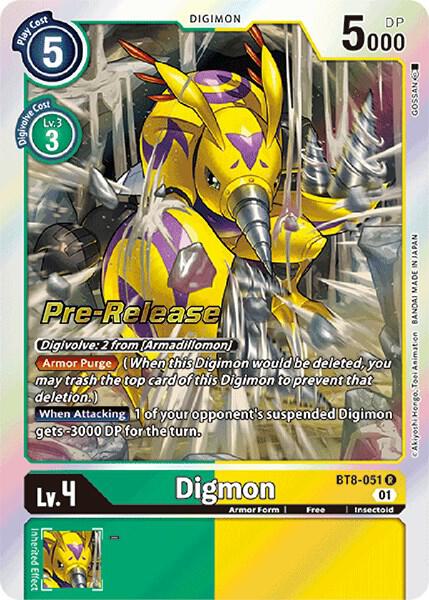 DIGIMON
Play Cost
5
5000
DP
Digivolve Cost
Lv.3
3
GOSSAN
©Akiyoshi Hongo, Toei Animation BANDAI MADE IN JAPAN
Pre-Release
Digivolve: 2 from [Armadillomon]
Armor Purge (When this Digimon would be deleted, you
may trash the top card of this Digimon to prevent that
deletion.)
When Attacking 1 of your opponent's suspended Digimon
gets -3000 DP for the turn.
Lv.4
Digmon
BT8-051 R
01
Armor Form | Free | Insectoid
Inherited Effect
-